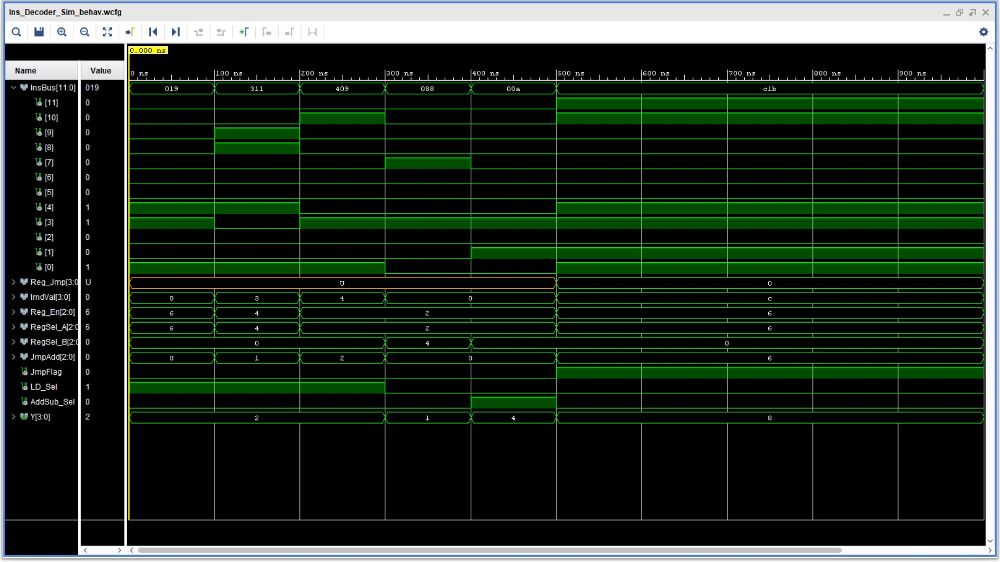 Ins_Decoder_Sim_behav.wcfg
0.000 ns
Name Value
0 ns 100 ns 200 ns 300 ns 400 ns 500 ns 600 ns 700 ns 800 ns 900 ns
InsBus[11:0] 019 019 311 409 088 00a c1b
[11] 0
[10] 0
[9] 0
[8] 0
[7] 0
[6] 0
[5] 0
[4] 1
[3] 1
[2] 0
[1] 0
[0] 1
Reg_Jmp[3:0 U U 0
ImdVal[3:0] 0 0 3 4 0 c
Reg_En[2:0] 6 6 4 2 6
RegSel_A[2:0 6 6 4 2 6
RegSel_B[2:0 0 0 4 0
JmpAdd[2:0] 0 0 1 2 0 6
JmpFlag 0
LD_Sel 1
AddSub_Sel 0
Y[3:0] 2 2 1 4 8